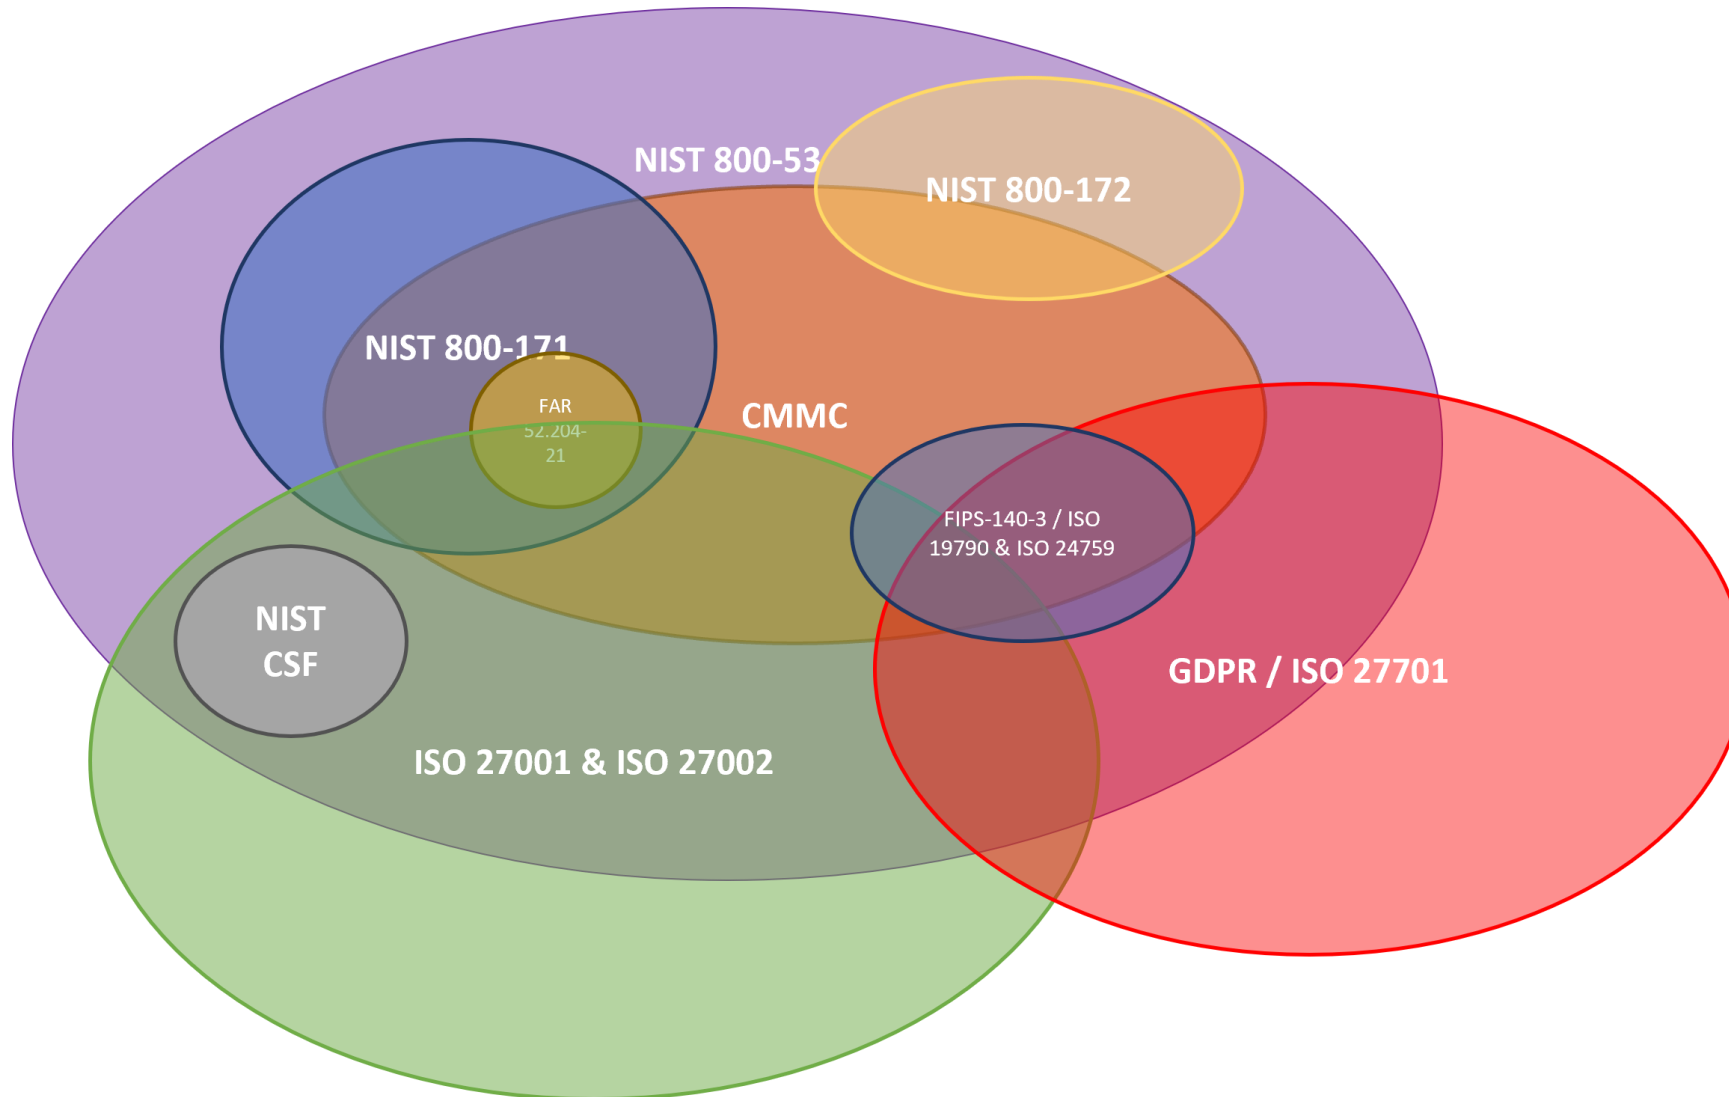 NIST 800-53
NIST 800-172
NIST 800-171
FAR
52.204-
21
CMMC
FIPS-140-3 / ISO
19790 & ISO 24759
NIST
CSF
GDPR / ISO 27701
ISO 27001 & ISO 27002